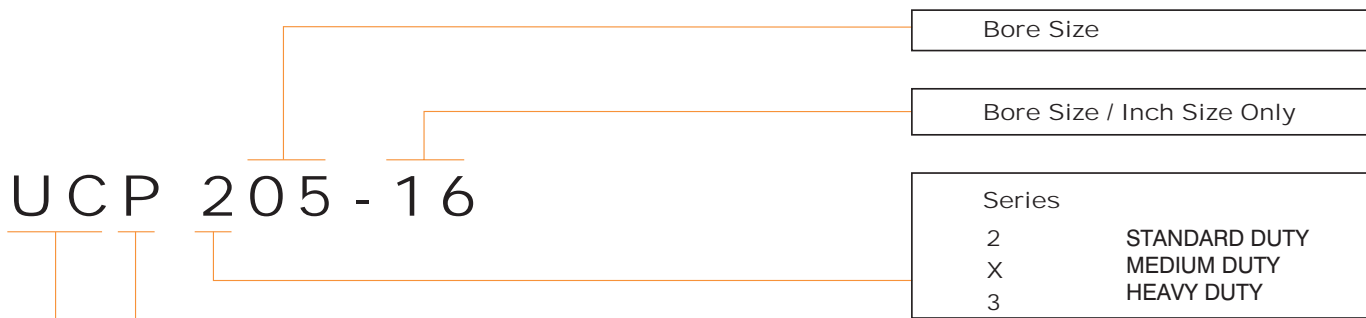 Bore Size
Bore Size / Inch Size Only
UCP 205-16
Series
2 STANDARD DUTY
X MEDIUM DUTY
3 HEAVY DUTY